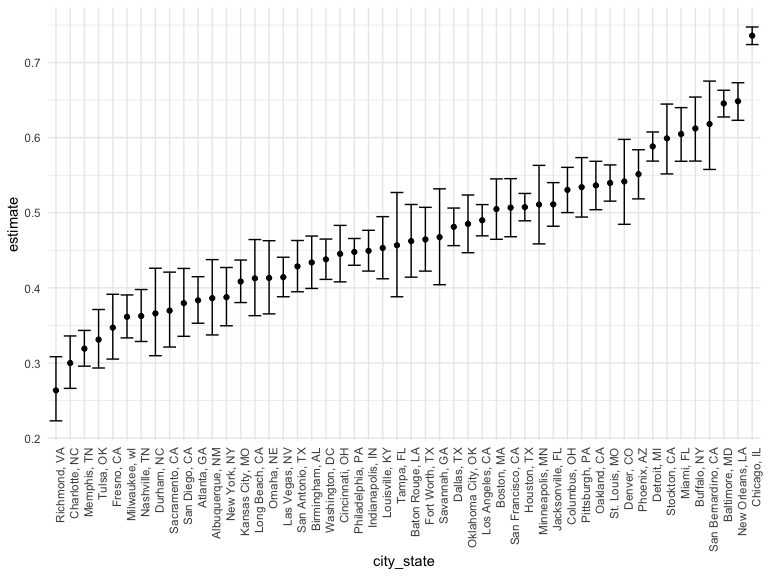 0.7
0.6
0.5
0.4
0.3
0.2
estimate
Richmond, VA
Charlotte, NC
Memphis, TN
Tulsa, OK
Fresno, CA
Milwaukee, wI
Nashville, TN
Durham, NC
Sacramento, CA
San Diego, CA
Atlanta, GA
Albuquerque, NM
New York, NY
Kansas City, MO
Long Beach, CA
Omaha, NE
Las Vegas, NV
San Antonio, TX
Birmingham, AL
Washington, DC
Cincinnati, OH
Philadelphia, PA
Indianapolis, IN
Louisville, KY
Tampa, FL
Baton Rouge, LA
Fort Worth, TX
Savannah, GA
Dallas, TX
Oklahoma City, OK
Los Angeles, CA
Boston, MA
San Francisco, CA
Houston, TX
Minneapolis, MN
Jacksonville, FL
Columbus, OH
Pittsburgh, PA
Oakland, CA
St. Louis, MO
Denver, CO
Phoenix, AZ
Detroit, MI
Stockton, CA
Miami, FL
Buffalo, NY
San Bernardino, CA
Baltimore, MD
New Orleans, LA
Chicago, IL
city_state